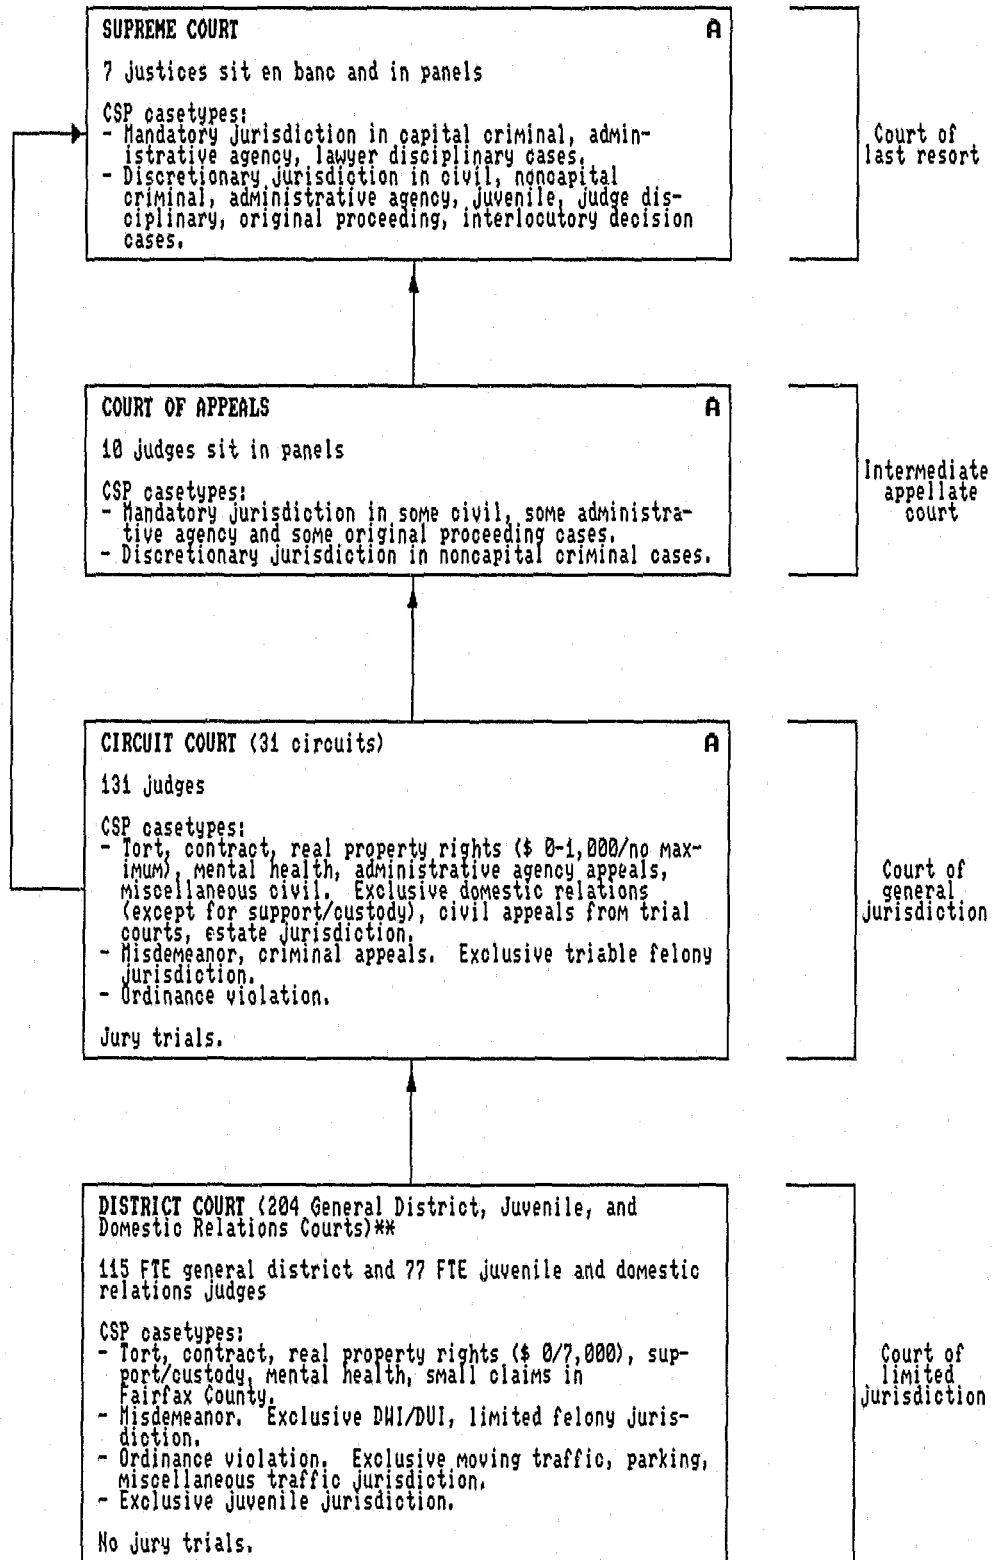 SUPREME COURT A
7 justices sit en banc and in panels
CSP casetypes:
- Mandatory jurisdiction in capital criminal, admin-
istrative agency, lawyer disciplinary cases.
- Discretionary jurisdiction in civil, noncapital
criminal, administrative agency, juvenile, judge dis-
ciplinary, original proceeding, interlocutory decision
cases.
Court of
last resort
COURT OF APPEALS A
10 judges sit in panels
CSP casetypes:
- Mandatory jurisdiction in some civil, some administra-
tive agency and some original proceeding cases.
- Discretionary jurisdiction in noncapital criminal cases.
Intermediate
appellate
court
CIRCUIT COURT (31 circuits) A
131 judges
CSP casetypes:
- Tort, contract, real property rights ($ 0-1,000/no max-
imum), mental health, administrative agency appeals,
miscellaneous civil. Exclusive domestic relations
(except for support/custody), civil appeals from trial
courts, estate jurisdiction.
- Misdemeanor, criminal appeals. Exclusive triable felony
jurisdiction.
- Ordinance violation.
Jury trials.
Court of
general
jurisdiction
DISTRICT COURT (204 General District, Juvenile, and
Domestic Relations Courts)**
115 FTE general district and 77 FTE juvenile and domestic
relations judges
CSP casetypes:
- Tort, contract, real property rights ($ 0/7,000), sup-
port/custody, mental health, small claims in
Fairfax County.
- Misdemeanor. Exclusive DWI/DUI, limited felony juris-
diction.
- Ordinance violation. Exclusive moving traffic, parking,
miscellaneous traffic jurisdiction.
- Exclusive juvenile jurisdiction.
No jury trials.
Court of
limited
jurisdiction